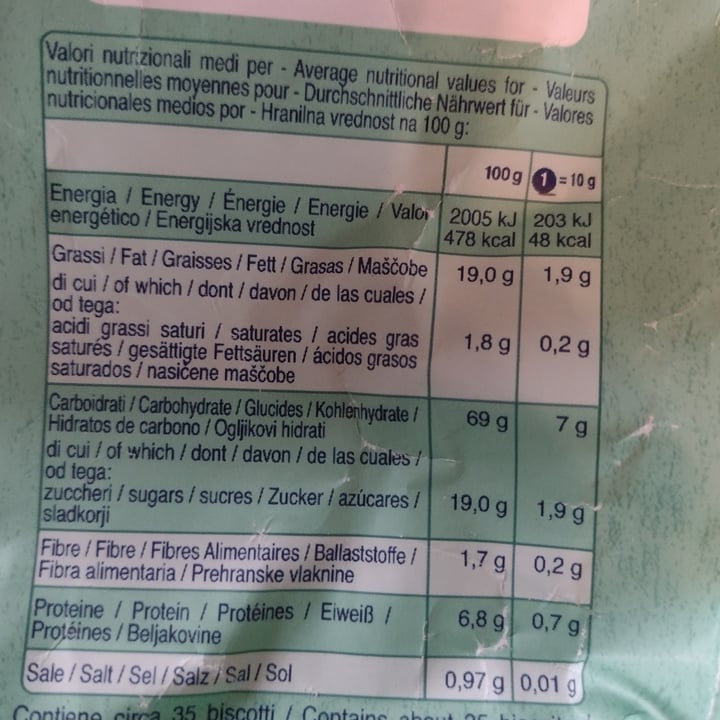 Valori nutrizionali medi per - Average nutritional values for - Valeurs
nutritionnelles moyennes pour - Durchschnittliche Nährwert für - Valores
nutricionales medios por - Hranilna vrednost na 100 g:
100 g 1 = 10 g
Energia / Energy / Énergie / Energie / Valor 2005 kJ 203 kJ
energético / Energijska vrednost 478 kcal 48 kcal
Grassi / Fat / Graisses / Fett / Grasas / Maščobe 19,0 g 1,9 g
di cui / of which / dont / davon / de las cuales /
od tega:
acidi grassi saturi / saturates / acides gras 1,8 g 0,2 g
saturés / gesättigte Fettsäuren / ácidos grasos
saturados / nasičene maščobe
Carboidrati / Carbohydrate / Glucides / Kohlenhydrate / 69 g 7 g
Hidratos de carbono / Ogljikovi hidrati
di cui / of which / dont / davon / de las cuales /
od tega:
zuccheri / sugars / sucres / Zucker / azúcares / 19,0 g 1,9 g
sladkorji
Fibre / Fibre / Fibres Alimentaires / Ballaststoffe / 1,7 g 0,2 g
Fibra alimentaria / Prehranske vlaknine
Proteine / Protein / Protéines / Eiweiß / 6,8 g 0,7 g
Protéines / Beljakovine
Sale / Salt / Sel / Salz / Sal / Sol 0,97 g 0,01 g
Contiene circa 35 biscotti / Contains about